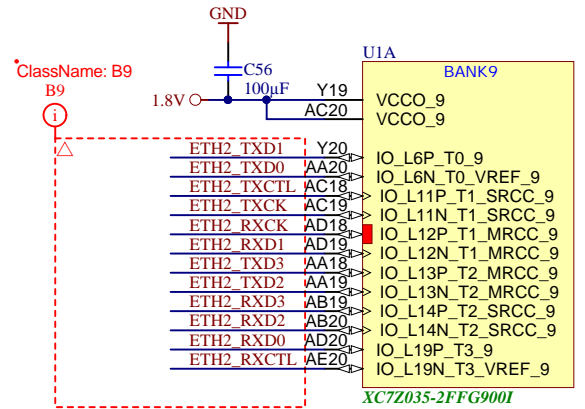 GND
U1A
ClassName: B9
C56
BANK9
B9
100µF
Y19
1.8V
VCCO_9
AC20
VCCO_9
i
ETH2_TXD1 Y20 IO_L6P_T0_9
ETH2_TXD0 AA20 IO_L6N_T0_VREF_9
ETH2_TXCTL AC18 IO_L11P_T1_SRCC_9
ETH2_TXCK AC19 IO_L11N_T1_SRCC_9
ETH2_RXCK AD18 IO_L12P_T1_MRCC_9
ETH2_RXD1 AD19 IO_L12N_T1_MRCC_9
ETH2_TXD3 AA18 IO_L13P_T2_MRCC_9
ETH2_TXD2 AA19 IO_L13N_T2_MRCC_9
ETH2_RXD3 AB19 IO_L14P_T2_SRCC_9
ETH2_RXD2 AB20 IO_L14N_T2_SRCC_9
ETH2_RXD0 AD20 IO_L19P_T3_9
ETH2_RXCTL AE20 IO_L19N_T3_VREF_9
XC7Z035-2FFG900I